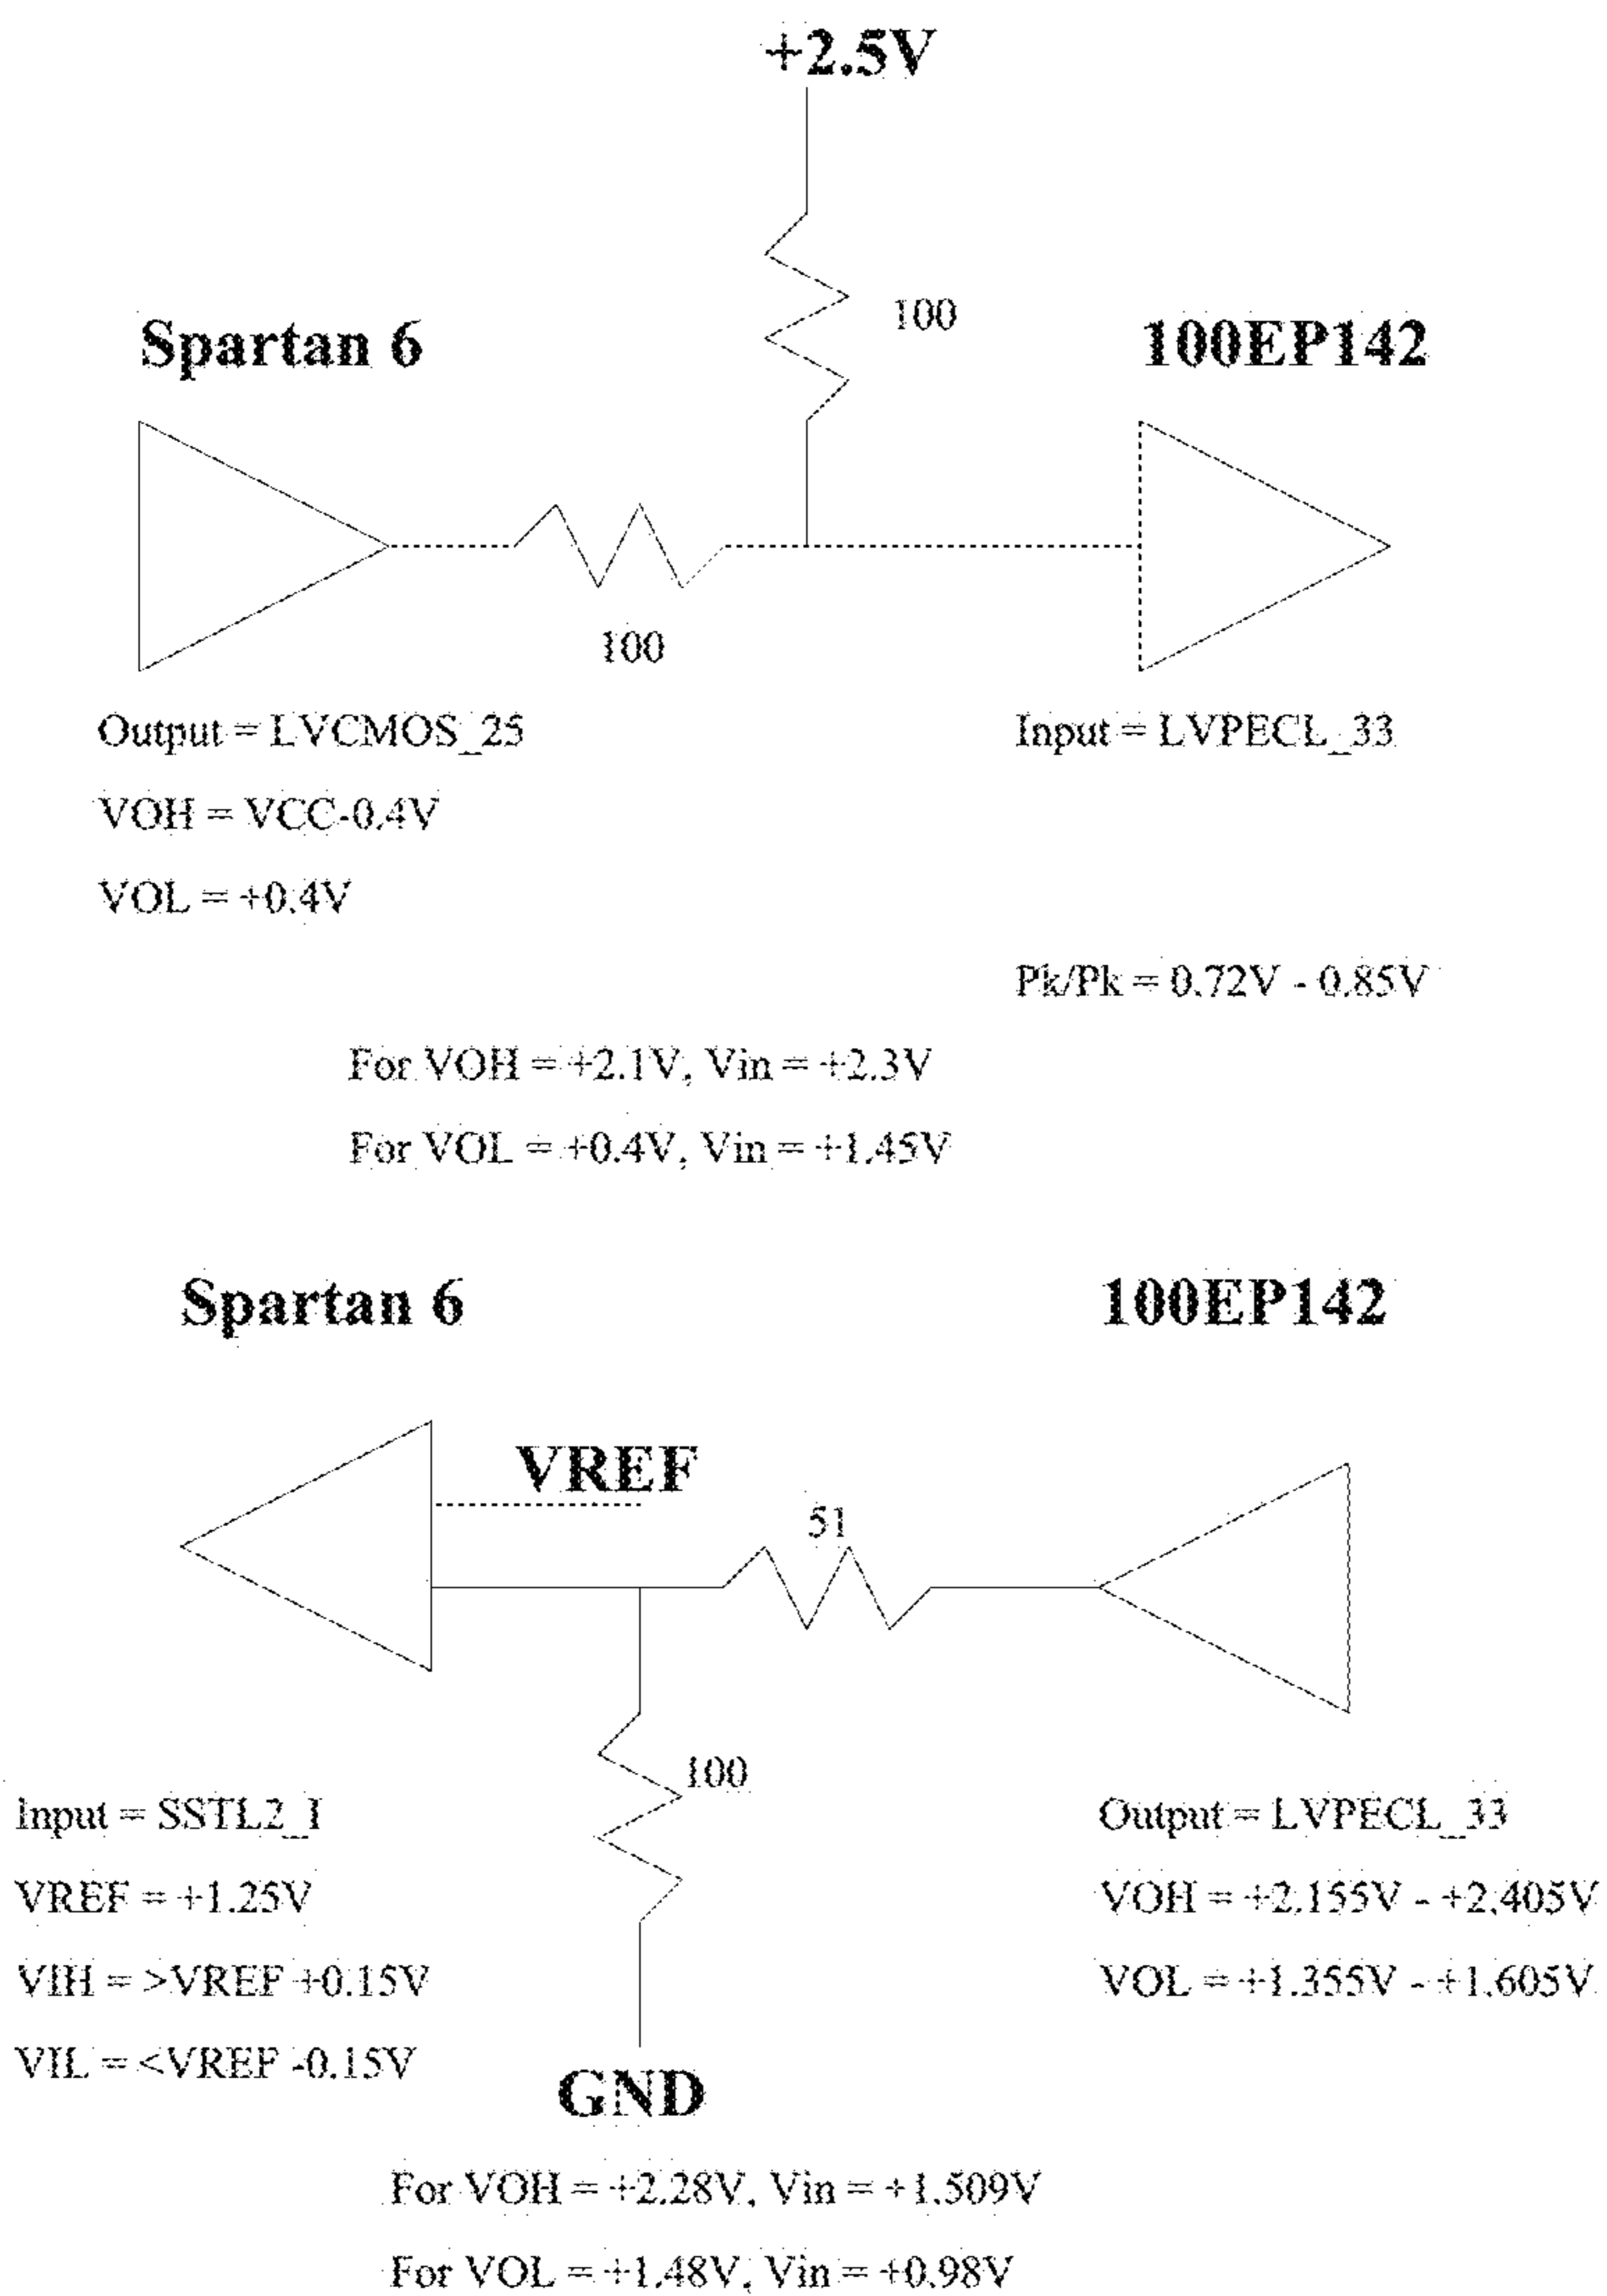 +2.5V
100
Spartan 6
100EP142
100
Output = LVCMOS_25
Input = LVPECL_33
VOH = VCC-0.4V
VOL = +0.4V
Pk/Pk = 0.72V - 0.85V
For VOH = +2.1V, Vin = +2.3V
For VOL = +0.4V, Vin = +1.45V
Spartan 6
100EP142
VREF
51
100
Input = SSTL2_I
Output = LVPECL_33
VREF = +1.25V
VOH = +2.155V - +2.405V
VIH = >VREF +0.15V
VOL = +1.355V - +1.605V
VIL = <VREF -0.15V
GND
For VOH = +2.28V, Vin = +1.509V
For VOL = +1.48V, Vin = +0.98V